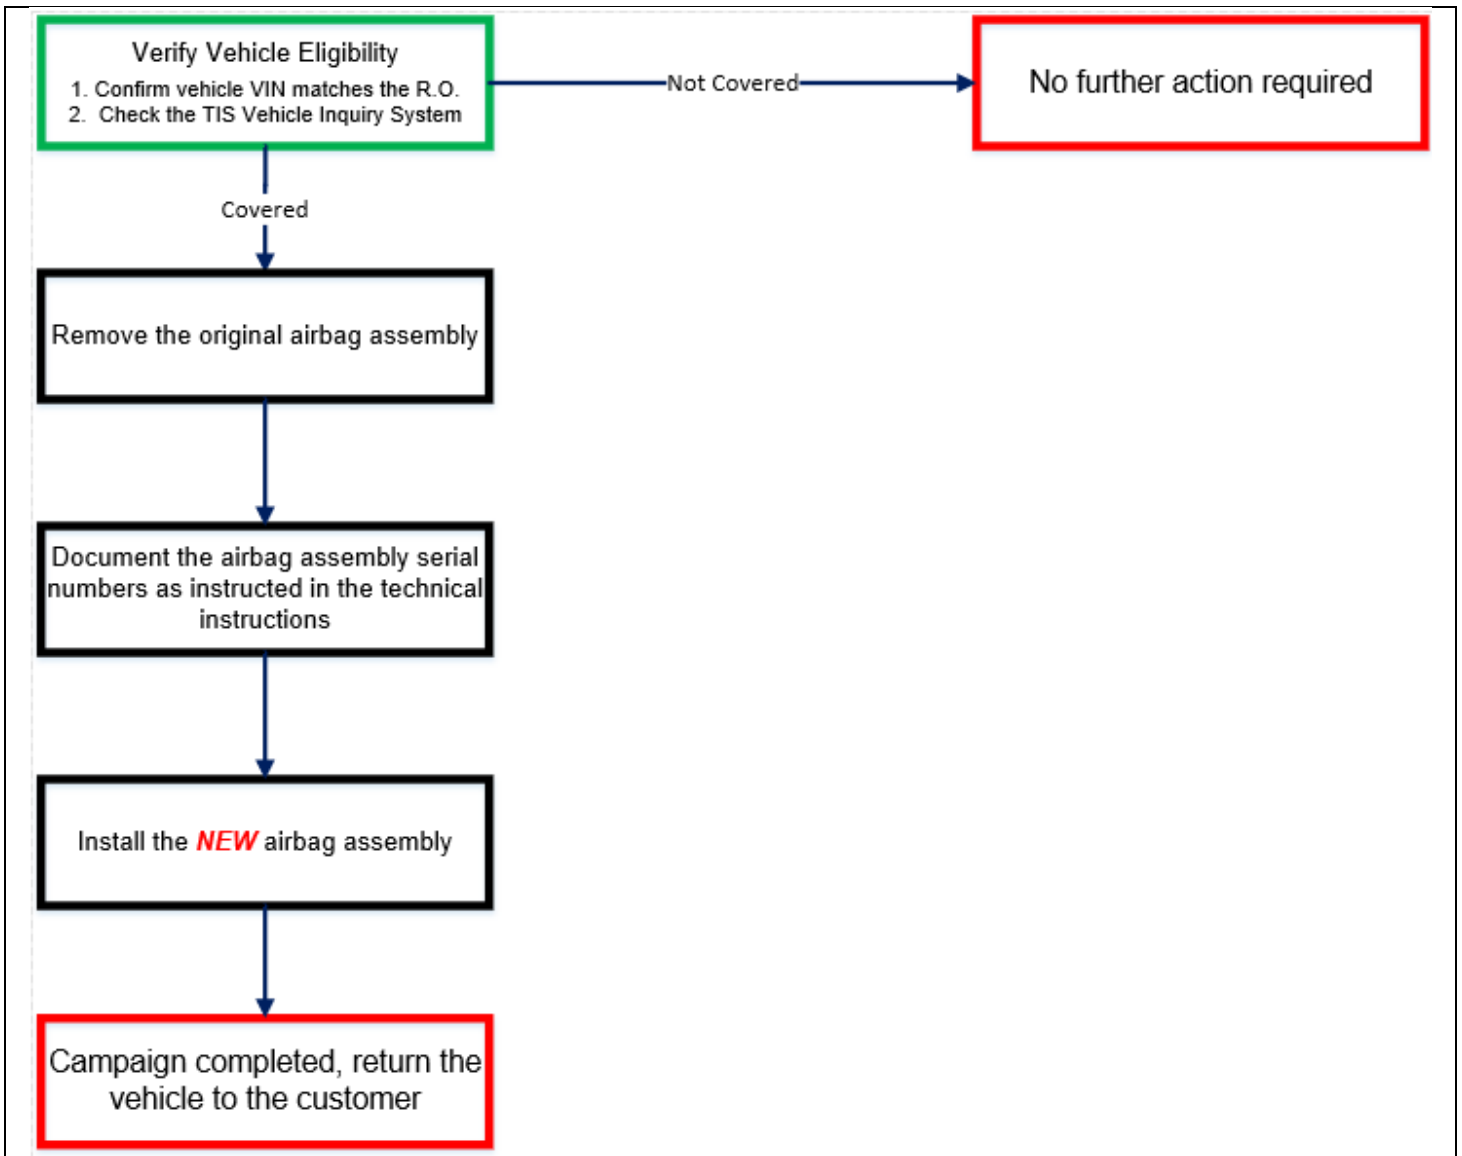 Verify Vehicle Eligibility
1. Confirm vehicle VIN matches the R.O.
2. Check the TIS Vehicle Inquiry System
Not Covered
No further action required
Covered
Remove the original airbag assembly
Document the airbag assembly serial
numbers as instructed in the technical
instructions
Install the NEW airbag assembly
Campaign completed, return the
vehicle to the customer